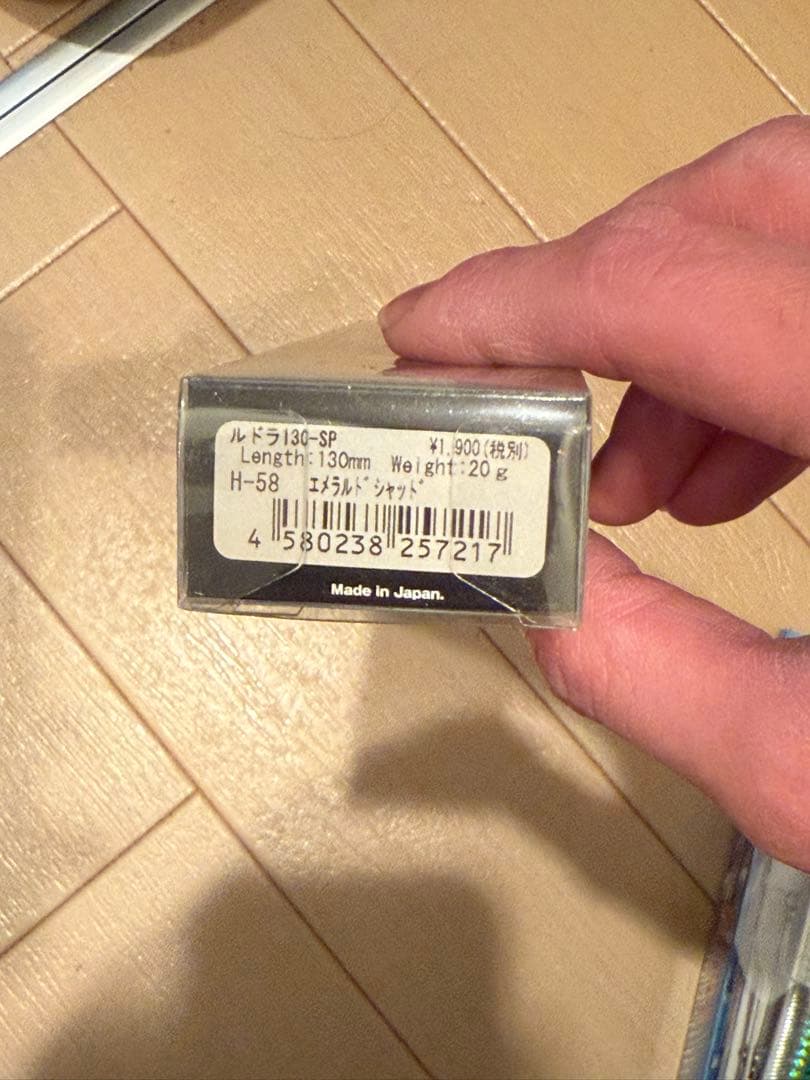 ルドラ130-SP ¥1,900(税別)
Length:130mm Weight:20g
H-58 エメラルドシャッド
4 580238 257217
Made in Japan.